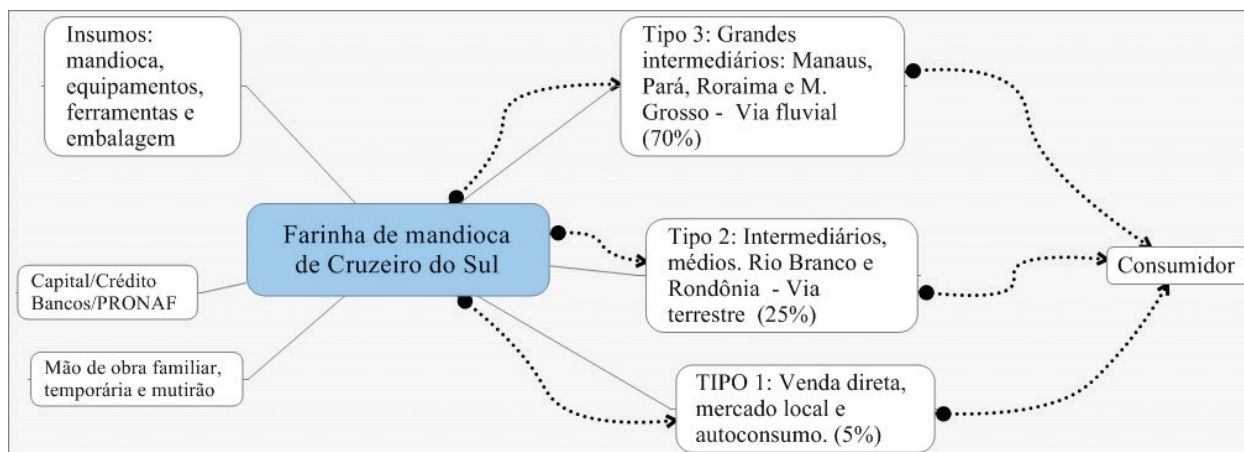 Insumos:
mandioca,
equipamentos,
ferramentas e
embalagem
Capital/Crédito
Bancos/PRONAF
Mão de obra familiar,
temporária e mutirão
Farinha de mandioca
de Cruzeiro do Sul
Tipo 3: Grandes
intermediários: Manaus,
Pará, Roraima e M.
Grosso - Via fluvial
(70%)
Tipo 2: Intermediários,
médios. Rio Branco e
Rondônia - Via
terrestre (25%)
TIPO 1: Venda direta,
mercado local e
autoconsumo. (5%)
Consumidor